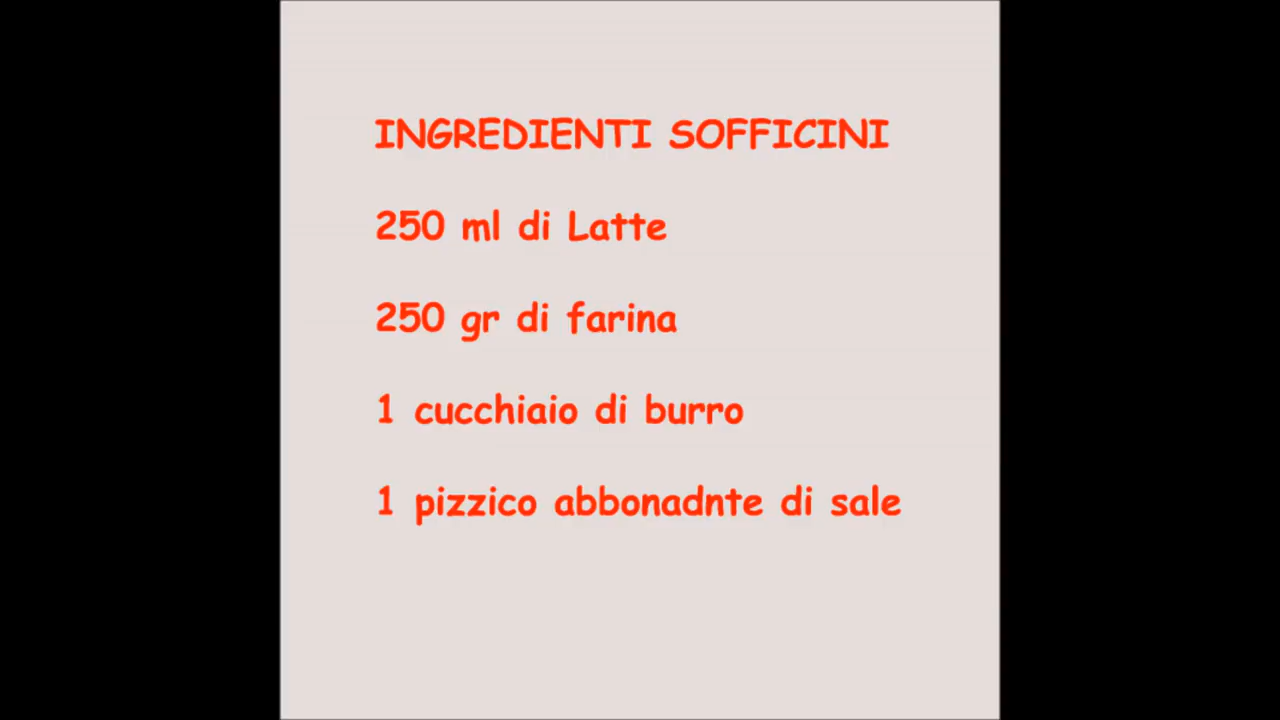 INGREDIENTI SOFFICINI
250 ml di Latte
250 gr di farina
1 cucchiaio di burro
1 pizzico abbonadnte di sale